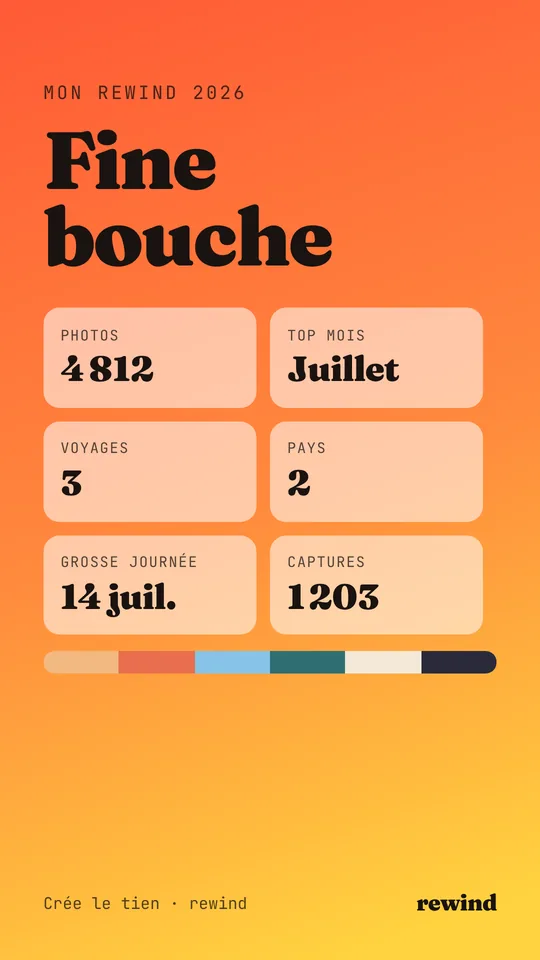 MON REWIND 2026
Fine
bouche
PHOTOS
4 812
TOP MOIS
Juillet
VOYAGES
3
PAYS
2
GROSSE JOURNÉE
14 juil.
CAPTURES
1 203
Crée le tien · rewind
rewind